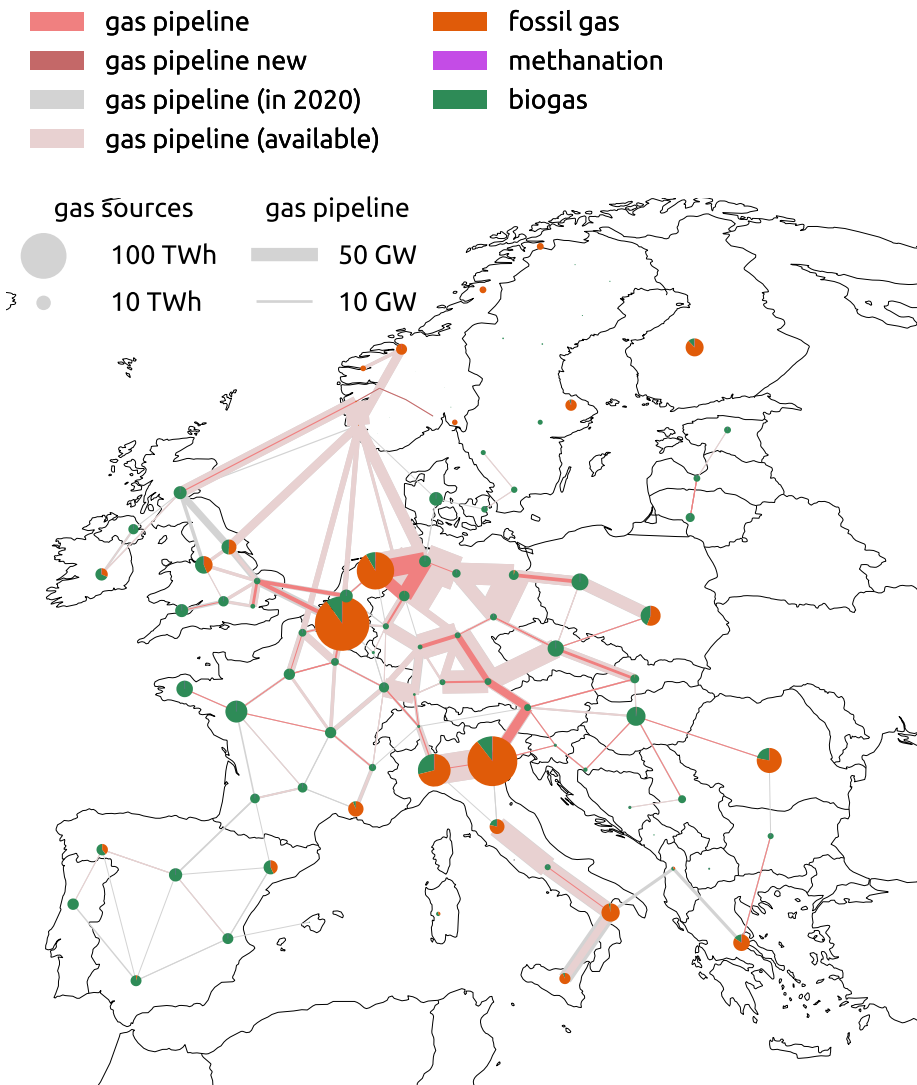 gas pipeline
gas pipeline new
gas pipeline (in 2020)
gas pipeline (available)
fossil gas
methanation
biogas
gas sources
100 TWh
10 TWh
gas pipeline
50 GW
10 GW